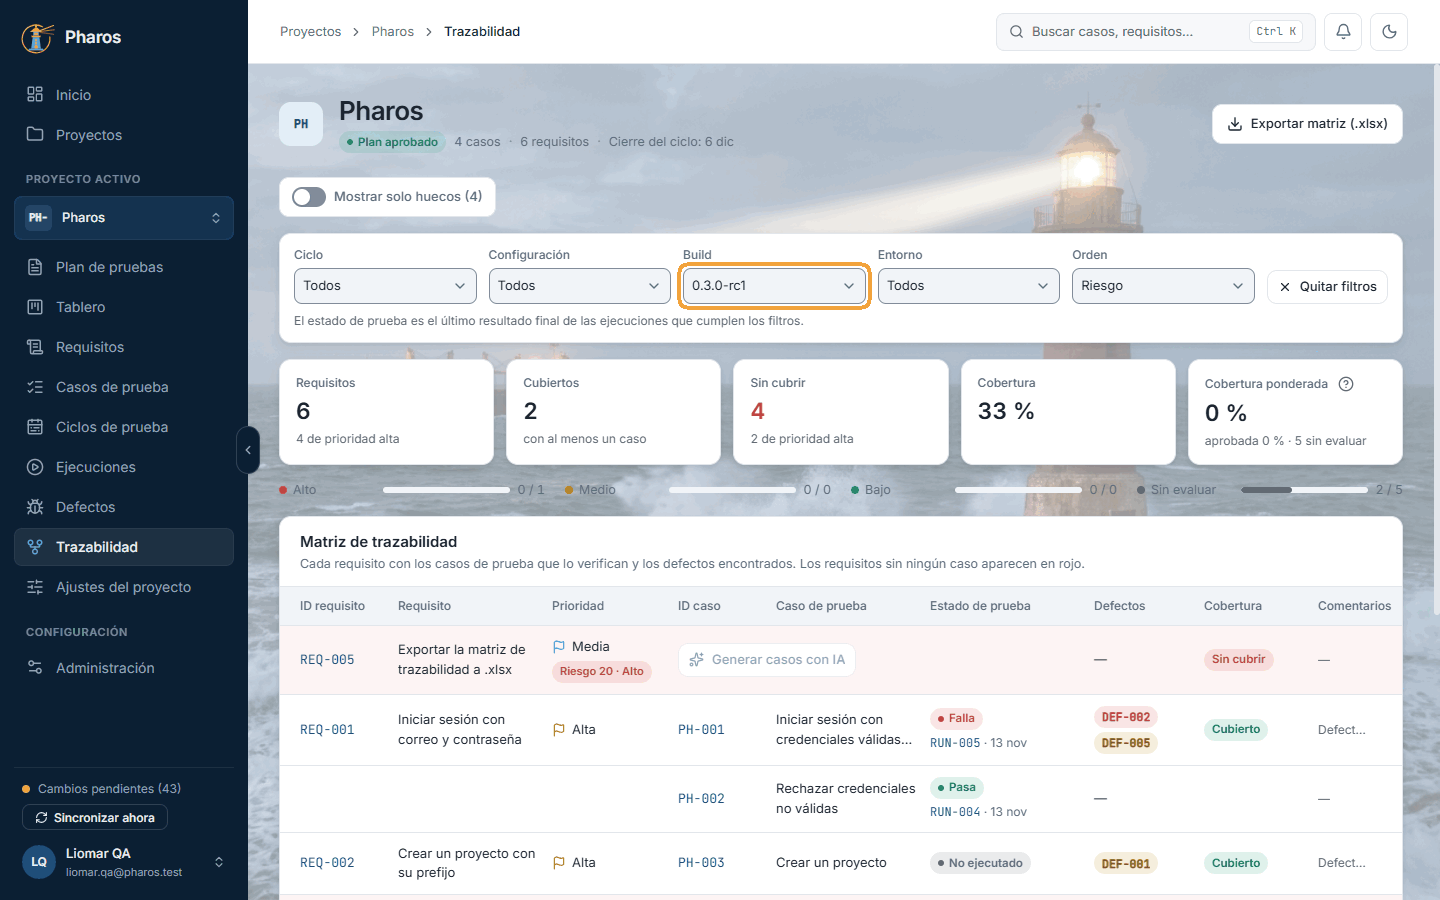 Pharos
Inicio
Proyectos
PROYECTO ACTIVO
PH-
Pharos
Plan de pruebas
Tablero
Requisitos
Casos de prueba
Ciclos de prueba
Ejecuciones
Defectos
Trazabilidad
Ajustes del proyecto
CONFIGURACIÓN
Administración
Cambios pendientes (43)
Sincronizar ahora
LQ
Liomar QA
liomar.qa@pharos.test
Proyectos > Pharos > Trazabilidad
Buscar casos, requisitos... Ctrl K
PH
Pharos
Plan aprobado 4 casos · 6 requisitos · Cierre del ciclo: 6 dic
Exportar matriz (.xlsx)
Mostrar solo huecos (4)
Ciclo Configuración Build Entorno Orden
Todos Todos 0.3.0-rc1 Todos Riesgo Quitar filtros
El estado de prueba es el último resultado final de las ejecuciones que cumplen los filtros.
Requisitos
6
4 de prioridad alta
Cubiertos
2
con al menos un caso
Sin cubrir
4
2 de prioridad alta
Cobertura
33 %
Cobertura ponderada
0 %
aprobada 0 % · 5 sin evaluar
Alto 0 / 1 Medio 0 / 0 Bajo 0 / 0 Sin evaluar 2 / 5
Matriz de trazabilidad
Cada requisito con los casos de prueba que lo verifican y los defectos encontrados. Los requisitos sin ningún caso aparecen en rojo.
ID requisito Requisito Prioridad ID caso Caso de prueba Estado de prueba Defectos Cobertura Comentarios
REQ-005
Exportar la matriz de
trazabilidad a .xlsx
Media
Riesgo 20 · Alto
Generar casos con IA
—
Sin cubrir
—
REQ-001
Iniciar sesión con
correo y contraseña
Alta
PH-001
Iniciar sesión con
credenciales válidas...
Falla
RUN-005 · 13 nov
DEF-002
DEF-005
Cubierto
Defect...
PH-002
Rechazar credenciales
no válidas
Pasa
RUN-004 · 13 nov
—
—
REQ-002
Crear un proyecto con
su prefijo
Alta
PH-003
Crear un proyecto
No ejecutado
DEF-001
Cubierto
Defect...